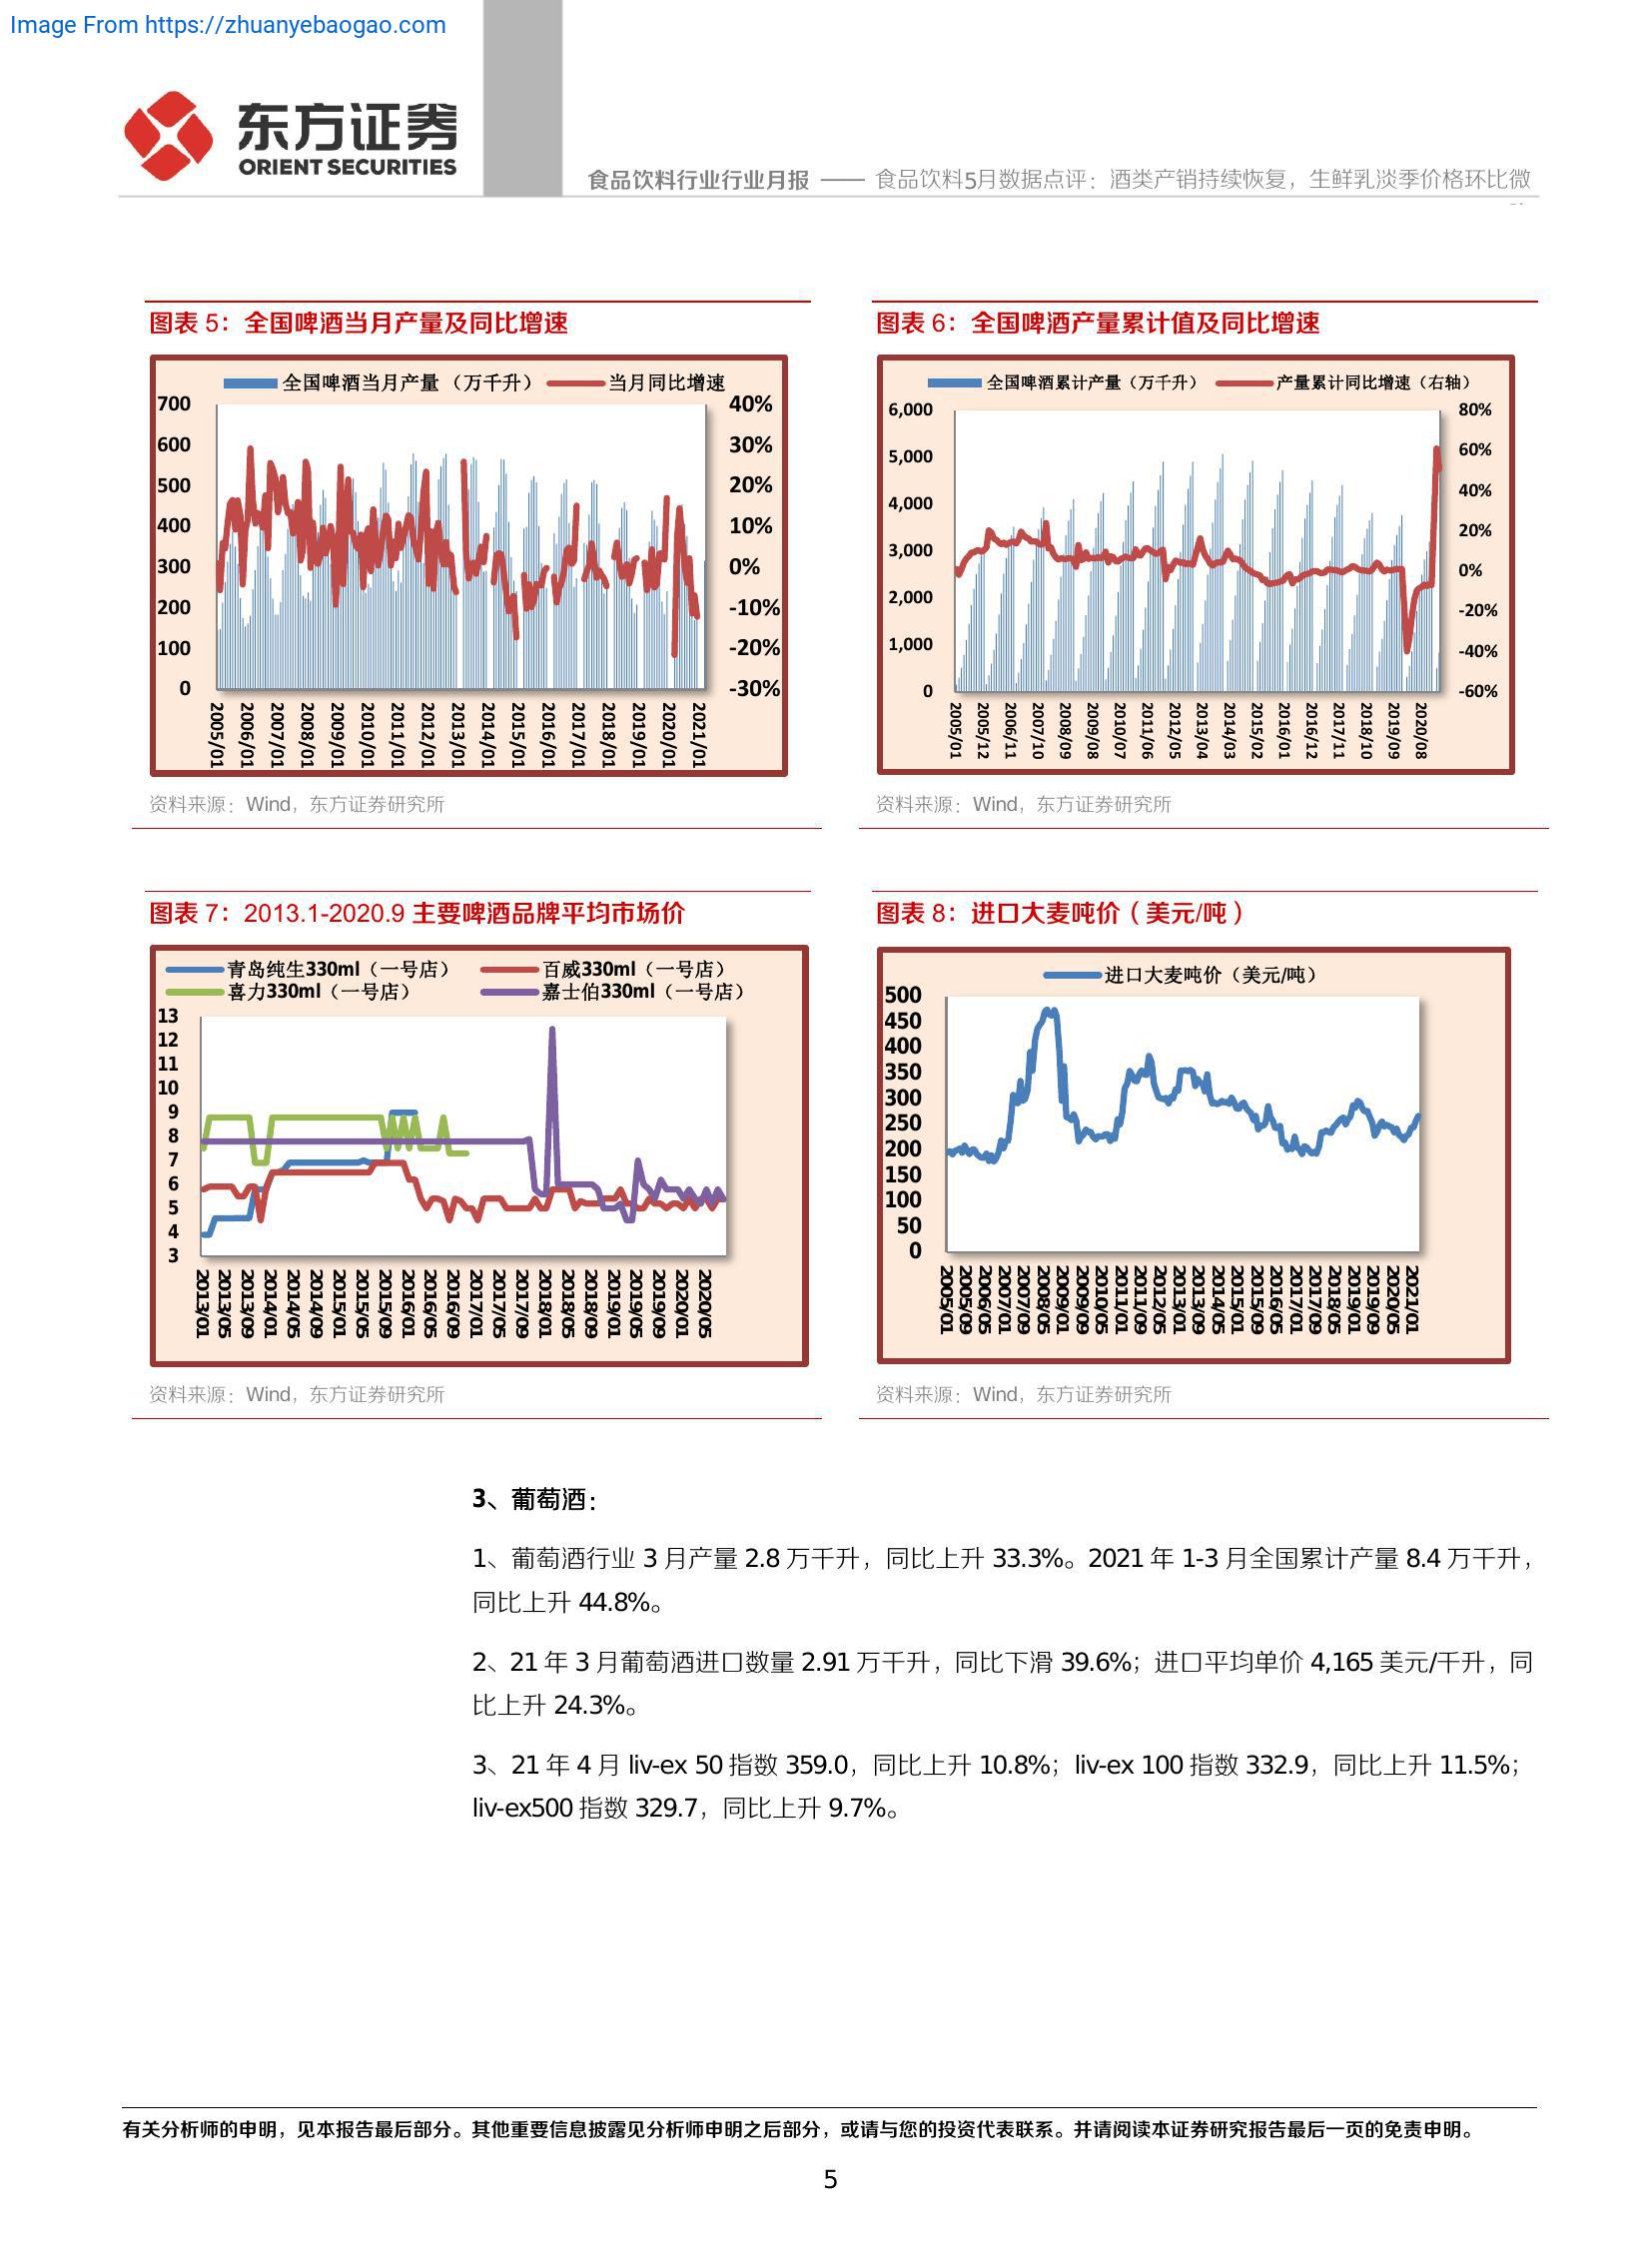 Image From https://zhuanyebaogao.com
东方证券
ORIENT SECURITIES
食品饮料行业行业月报 —— 食品饮料5月数据点评：酒类产销持续恢复，生鲜乳淡季价格环比微
图表 5：全国啤酒当月产量及同比增速
全国啤酒当月产量（万千升） 当月同比增速
700 40%
600 30%
500 20%
400 10%
300 0%
200 -10%
100 -20%
0 -30%
2005/01 2006/01 2007/01 2008/01 2009/01 2010/01 2011/01 2012/01 2013/01 2014/01 2015/01 2016/01 2017/01 2018/01 2019/01 2020/01 2021/01
资料来源：Wind，东方证券研究所
图表 6：全国啤酒产量累计值及同比增速
全国啤酒累计产量（万千升） 产量累计同比增速（右轴）
6,000 80%
5,000 60%
4,000 40%
3,000 20%
2,000 0%
1,000 -20%
0 -40%
-60%
2005/01 2005/12 2006/11 2007/10 2008/09 2009/08 2010/07 2011/06 2012/05 2013/04 2014/03 2015/02 2016/01 2016/12 2017/11 2018/10 2019/09 2020/08
资料来源：Wind，东方证券研究所
图表 7：2013.1-2020.9 主要啤酒品牌平均市场价
青岛纯生330ml（一号店） 百威330ml（一号店）
喜力330ml（一号店） 嘉士伯330ml（一号店）
13
12
11
10
9
8
7
6
5
4
3
2013/01 2013/05 2013/09 2014/01 2014/05 2014/09 2015/01 2015/05 2015/09 2016/01 2016/05 2016/09 2017/01 2017/05 2017/09 2018/01 2018/05 2018/09 2019/01 2019/05 2019/09 2020/01 2020/05
资料来源：Wind，东方证券研究所
图表 8：进口大麦吨价（美元/吨）
进口大麦吨价（美元/吨）
500
450
400
350
300
250
200
150
100
50
0
2005/01 2005/09 2006/05 2007/01 2007/09 2008/05 2009/01 2009/09 2010/05 2011/01 2011/09 2012/05 2013/01 2013/09 2014/05 2015/01 2015/09 2016/05 2017/01 2017/09 2018/05 2019/01 2019/09 2020/05 2021/01
资料来源：Wind，东方证券研究所
3、葡萄酒：
1、葡萄酒行业 3 月产量 2.8 万千升，同比上升 33.3%。2021 年 1-3 月全国累计产量 8.4 万千升，
同比上升 44.8%。
2、21 年 3 月葡萄酒进口数量 2.91 万千升，同比下滑 39.6%；进口平均单价 4,165 美元/千升，同
比上升 24.3%。
3、21 年 4 月 liv-ex 50 指数 359.0，同比上升 10.8%；liv-ex 100 指数 332.9，同比上升 11.5%；
liv-ex500 指数 329.7，同比上升 9.7%。
有关分析师的申明，见本报告最后部分。其他重要信息披露见分析师申明之后部分，或请与您的投资代表联系。并请阅读本证券研究报告最后一页的免责申明。
5